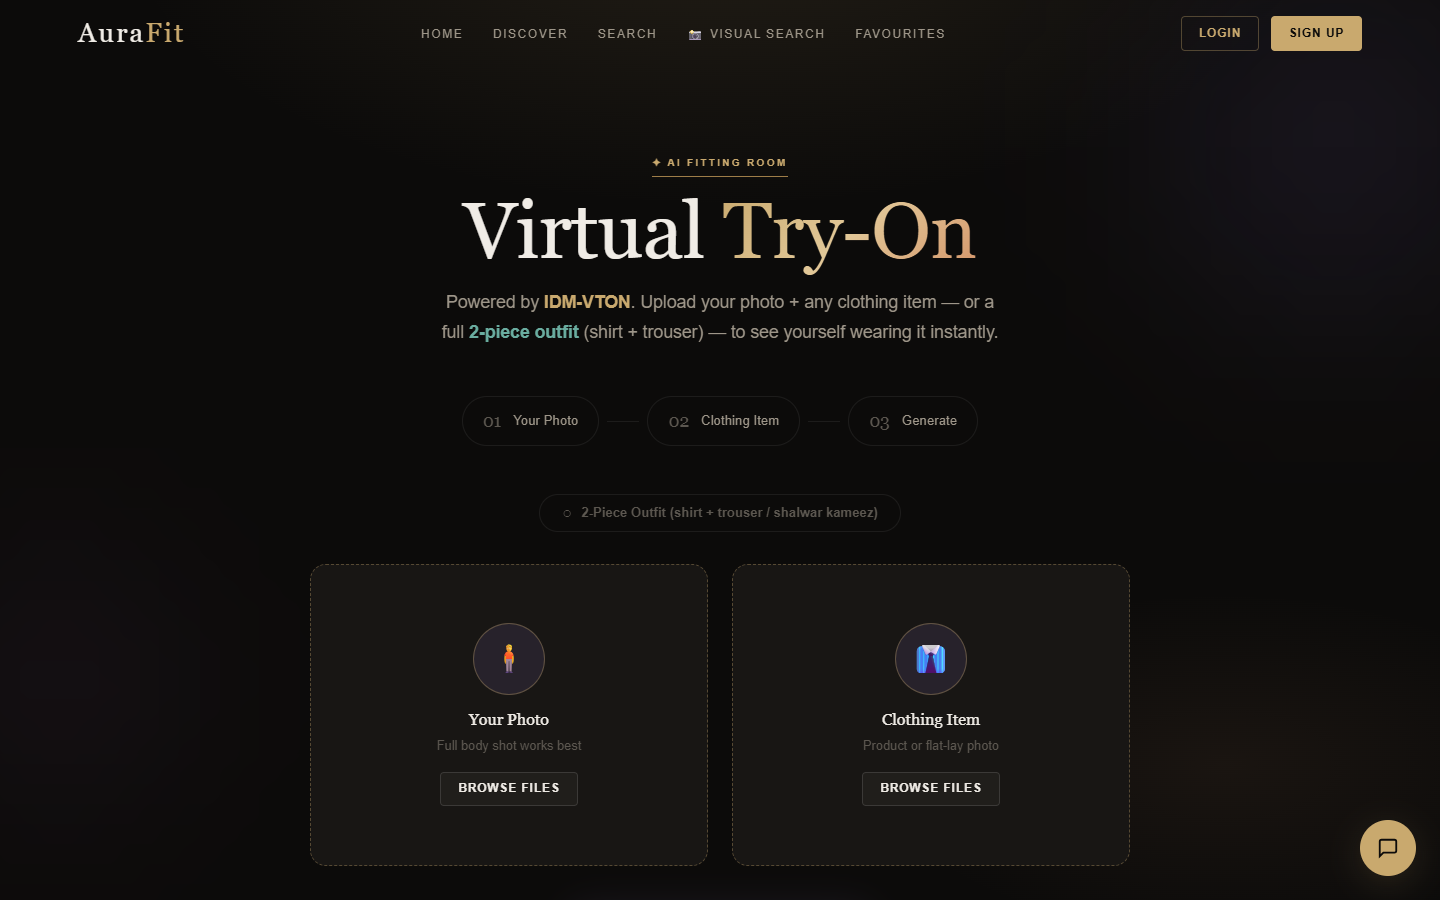 AuraFit
HOME
DISCOVER
SEARCH
📷 VISUAL SEARCH
FAVOURITES
LOGIN
SIGN UP
✦ AI FITTING ROOM
Virtual Try-On
Powered by IDM-VTON. Upload your photo + any clothing item — or a
full 2-piece outfit (shirt + trouser) — to see yourself wearing it instantly.
01 Your Photo
02 Clothing Item
03 Generate
○ 2-Piece Outfit (shirt + trouser / shalwar kameez)
Your Photo
Full body shot works best
BROWSE FILES
Clothing Item
Product or flat-lay photo
BROWSE FILES